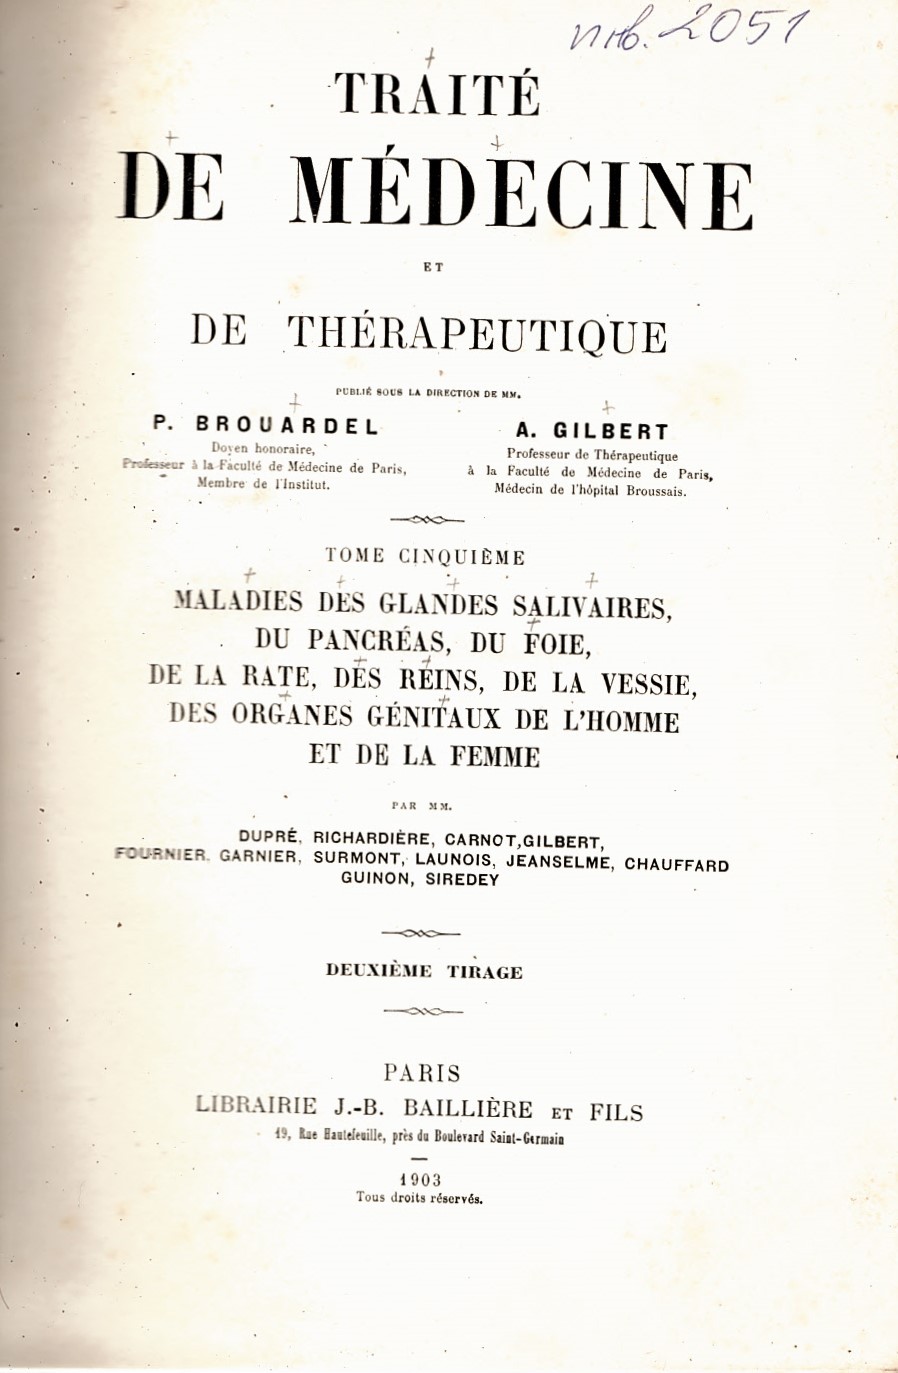 инв. 2051
TRAITÉ
DE MÉDECINE
ET
DE THÉRAPEUTIQUE
PUBLIÉ SOUS LA DIRECTION DE MM.
P. BROUARDEL
Doyen honoraire,
Professeur à la Faculté de Médecine de Paris,
Membre de l'Institut.
A. GILBERT
Professeur de Thérapeutique
à la Faculté de Médecine de Paris,
Médecin de l'hôpital Broussais.
TOME CINQUIÈME
MALADIES DES GLANDES SALIVAIRES,
DU PANCRÉAS, DU FOIE,
DE LA RATE, DES REINS, DE LA VESSIE,
DES ORGANES GÉNITAUX DE L'HOMME
ET DE LA FEMME
PAR MM.
DUPRÉ, RICHARDIÈRE, CARNOT,GILBERT,
FOURNIER, GARNIER, SURMONT, LAUNOIS, JEANSELME, CHAUFFARD
GUINON, SIREDEY
DEUXIÈME TIRAGE
PARIS
LIBRAIRIE J.-B. BAILLIÈRE ET FILS
19, Rue Hautefeuille, près du Boulevard Saint-Germain
1903
Tous droits réservés.